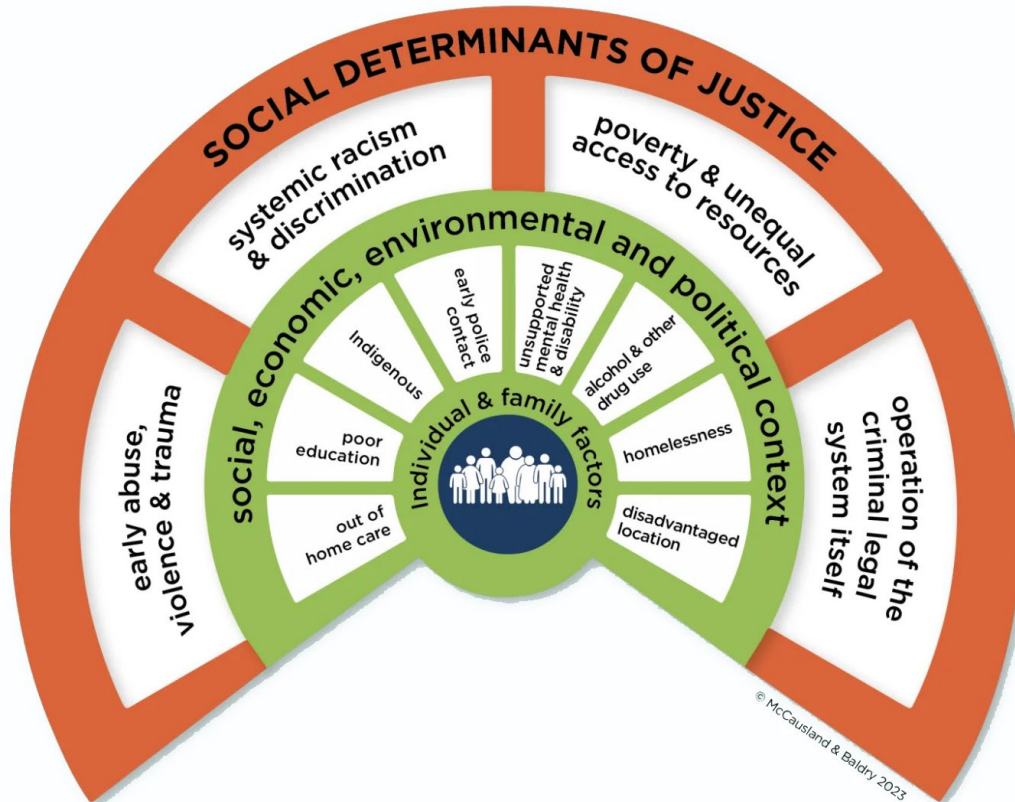 SOCIAL DETERMINANTS OF JUSTICE
early abuse,
violence & trauma
systemic racism
& discrimination
poverty & unequal
access to resources
operation of the
criminal legal
system itself
social, economic, environmental and political context
out of
home care
poor
education
Indigenous
early police
contact
unsupported
mental health
& disability
alcohol & other
drug use
homelessness
disadvantaged
location
Individual & family factors
© McCausland & Baldry 2023